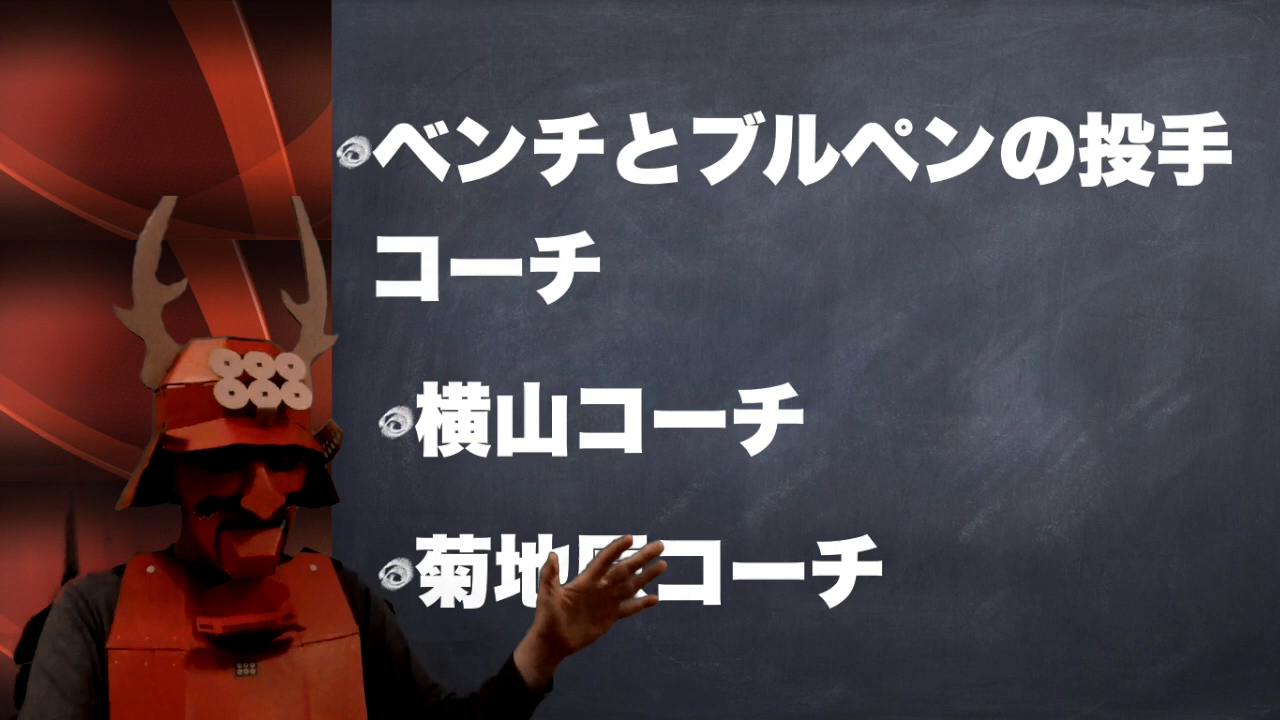 ベンチとブルペンの投手
コーチ
横山コーチ
菊地原コーチ